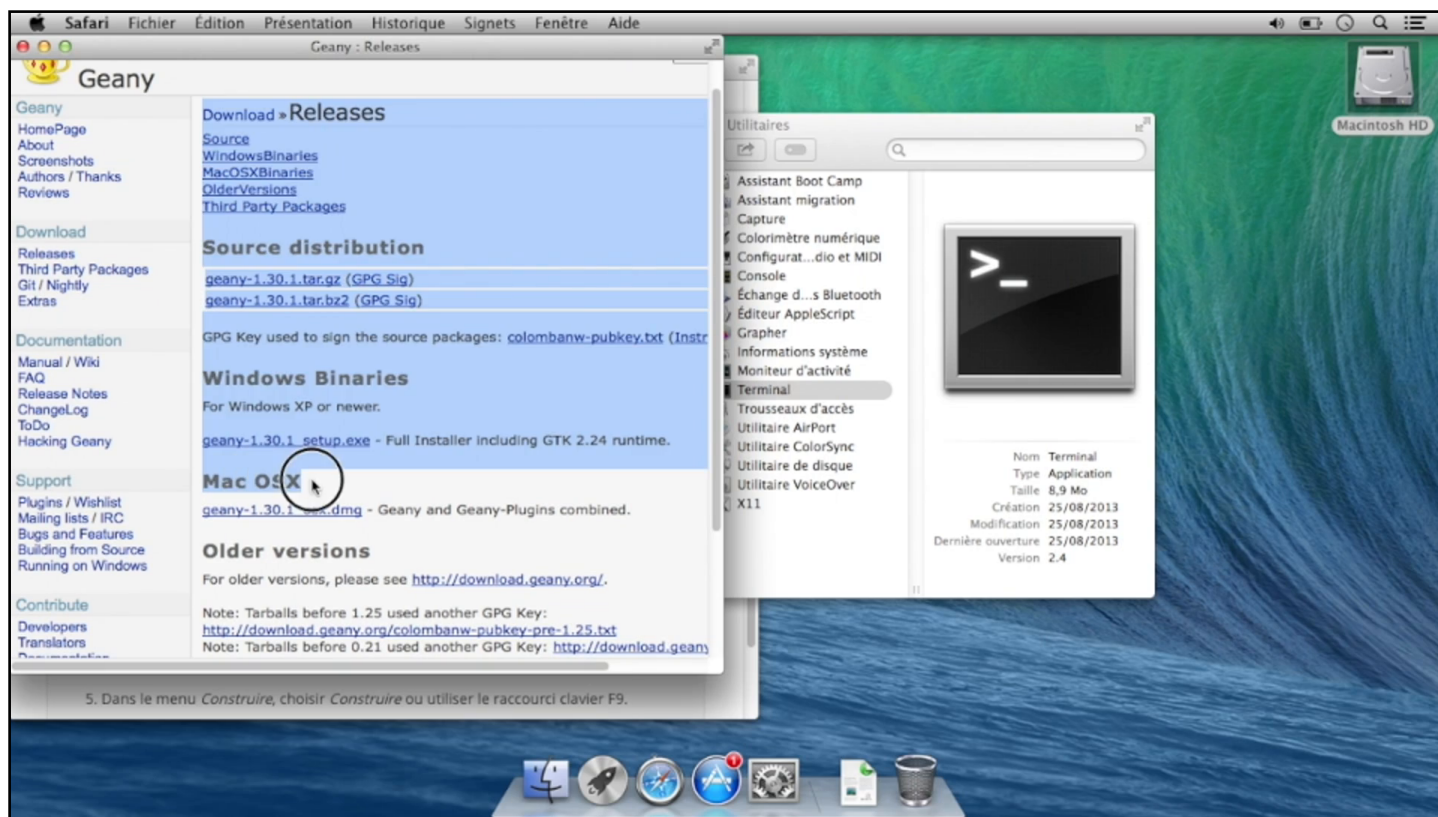 Safari Fichier Édition Présentation Historique Signets Fenêtre Aide
Geany : Releases
Geany
Geany
HomePage
About
Screenshots
Authors / Thanks
Reviews
Download
Releases
Third Party Packages
Git / Nightly
Extras
Documentation
Manual / Wiki
FAQ
Release Notes
ChangeLog
ToDo
Hacking Geany
Support
Plugins / Wishlist
Mailing lists / IRC
Bugs and Features
Building from Source
Running on Windows
Contribute
Developers
Translators
Documentation
Download » Releases
Source
WindowsBinaries
MacOSXBinaries
OlderVersions
Third Party Packages
Source distribution
geany-1.30.1.tar.gz (GPG Sig)
geany-1.30.1.tar.bz2 (GPG Sig)
GPG Key used to sign the source packages: colombanw-pubkey.txt (Instr
Windows Binaries
For Windows XP or newer.
geany-1.30.1_setup.exe - Full Installer including GTK 2.24 runtime.
Mac OSX
geany-1.30.1_osx.dmg - Geany and Geany-Plugins combined.
Older versions
For older versions, please see http://download.geany.org/.
Note: Tarballs before 1.25 used another GPG Key:
http://download.geany.org/colombanw-pubkey-pre-1.25.txt
Note: Tarballs before 0.21 used another GPG Key: http://download.geany
5. Dans le menu Construire, choisir Construire ou utiliser le raccourci clavier F9.
Utilitaires
Assistant Boot Camp
Assistant migration
Capture
Colorimètre numérique
Configurat...dio et MIDI
Console
Échange d...s Bluetooth
Éditeur AppleScript
Grapher
Informations système
Moniteur d'activité
Terminal
Trousseaux d'accès
Utilitaire AirPort
Utilitaire ColorSync
Utilitaire de disque
Utilitaire VoiceOver
X11
>_
Nom Terminal
Type Application
Taille 8,9 Mo
Création 25/08/2013
Modification 25/08/2013
Dernière ouverture 25/08/2013
Version 2.4
Macintosh HD
1